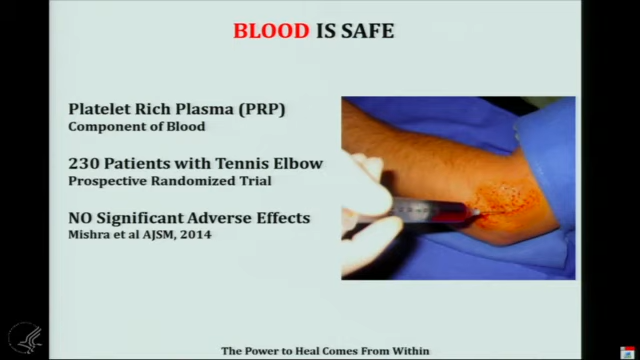 BLOOD IS SAFE
Platelet Rich Plasma (PRP)
Component of Blood
230 Patients with Tennis Elbow
Prospective Randomized Trial
NO Significant Adverse Effects
Mishra et al AJSM, 2014
The Power to Heal Comes From Within